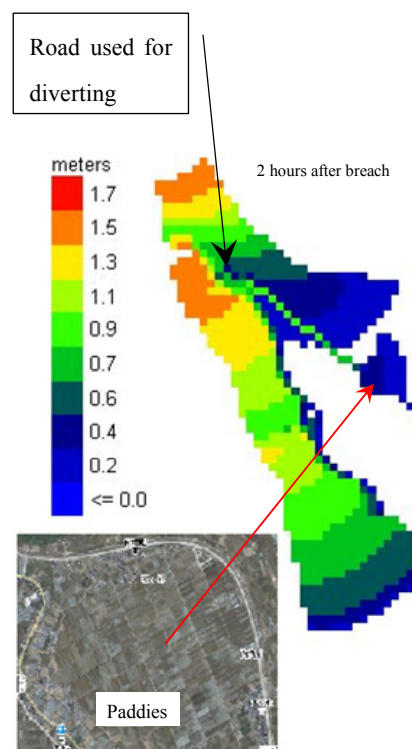 Road used for
diverting
2 hours after breach
meters
1.7
1.5
1.3
1.1
0.9
0.7
0.6
0.4
0.2
<= 0.0
Paddies